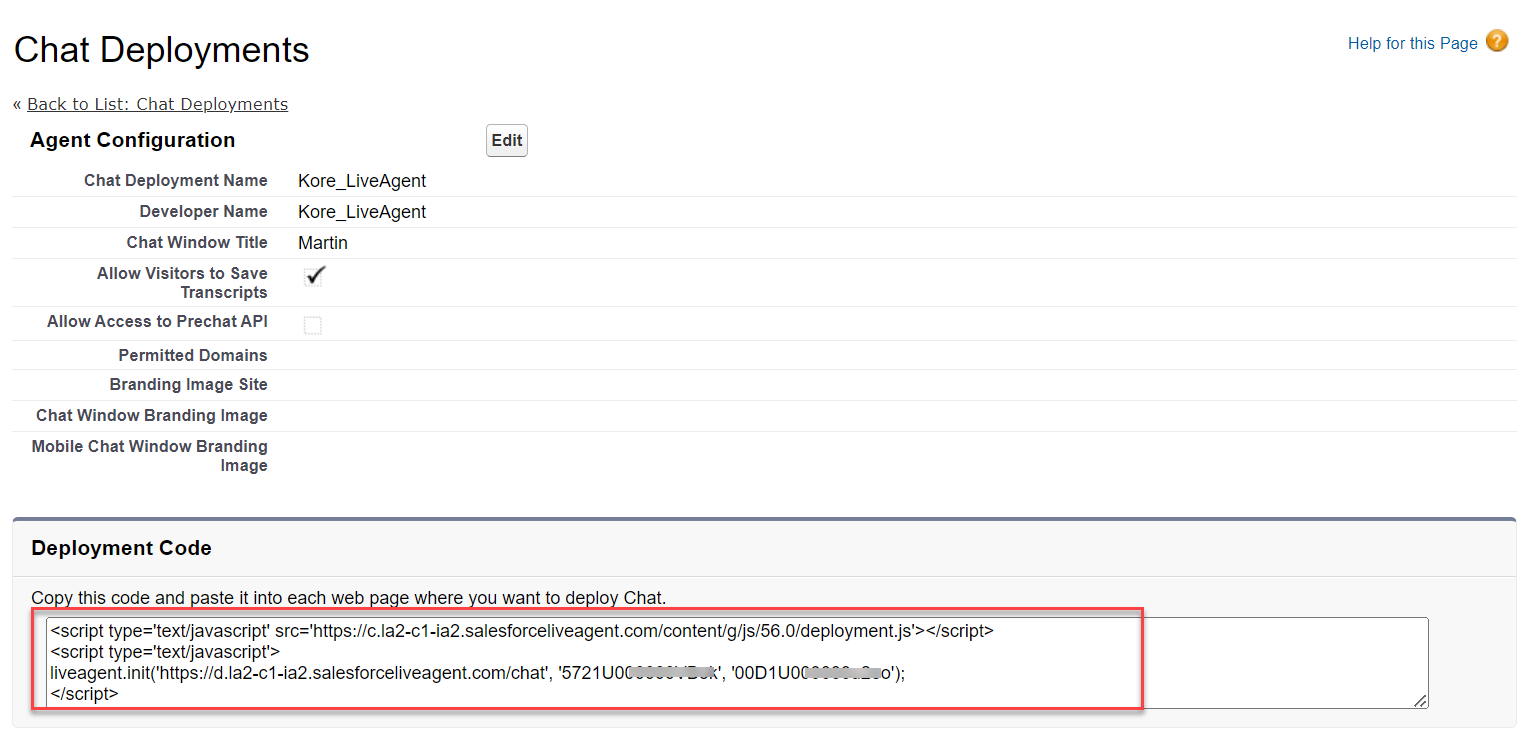 Chat Deployments
Help for this Page
« Back to List: Chat Deployments
Agent Configuration
Edit
Chat Deployment Name Kore_LiveAgent
Developer Name Kore_LiveAgent
Chat Window Title Martin
Allow Visitors to Save
Transcripts
Allow Access to Prechat API
Permitted Domains
Branding Image Site
Chat Window Branding Image
Mobile Chat Window Branding
Image
Deployment Code
Copy this code and paste it into each web page where you want to deploy Chat.
<script type='text/javascript' src='https://c.la2-c1-ia2.salesforceliveagent.com/content/g/js/56.0/deployment.js'></script>
<script type='text/javascript'>
liveagent.init('https://d.la2-c1-ia2.salesforceliveagent.com/chat',
</script>